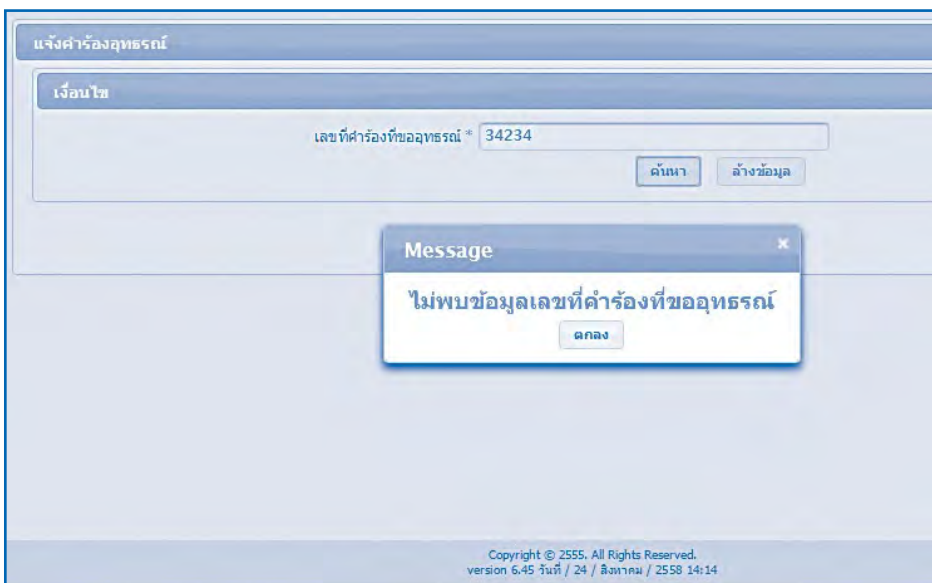 แจ้งคำร้องอุทธรณ์
เงื่อนไข
เลขที่คำร้องที่ขออุทธรณ์ * 34234
ค้นหา ล้างข้อมูล
Message ×
ไม่พบข้อมูลเลขที่คำร้องที่ขออุทธรณ์
ตกลง
Copyright © 2555. All Rights Reserved.
version 6.45 วันที่ / 24 / สิงหาคม / 2558 14:14